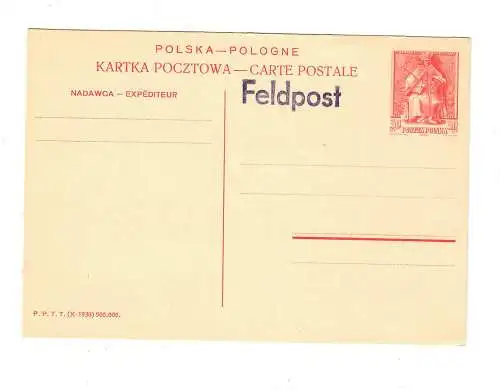 POLSKA—POLOGNE
KARTKA POCZTOWA—CARTE POSTALE
NADAWCA – EXPÉDITEUR
Feldpost
POCZTA POLSKA
P. P. T. T. (X-1938) 500.000.